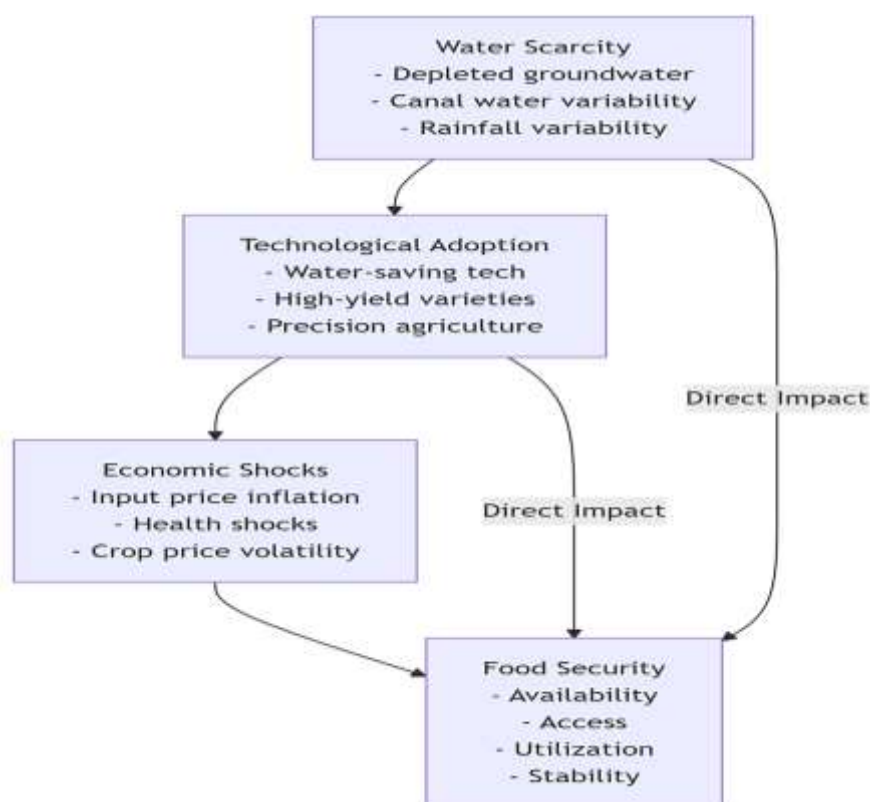 Water Scarcity
- Depleted groundwater
- Canal water variability
- Rainfall variability
Technological Adoption
- Water-saving tech
- High-yield varieties
- Precision agriculture
Direct Impact
Economic Shocks
- Input price inflation
- Health shocks
- Crop price volatility
Direct Impact
Food Security
- Availability
- Access
- Utilization
- Stability